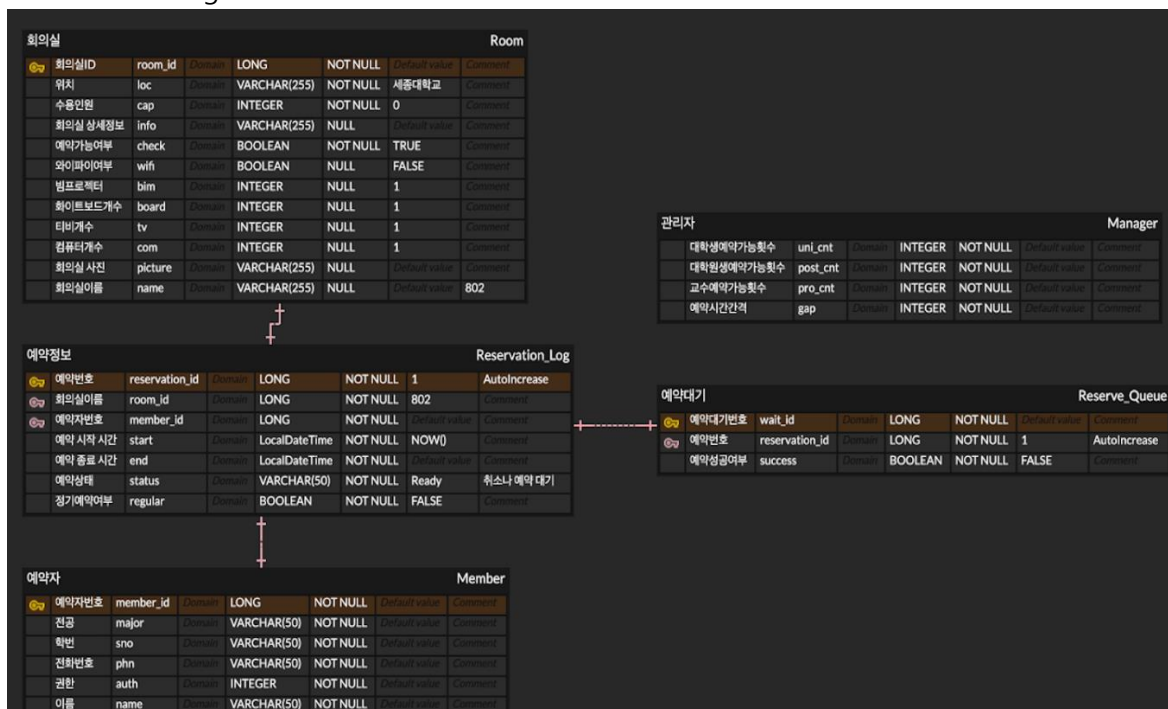 회의실 Room
회의실ID room_id Domain LONG NOT NULL Default value Comment
위치 loc Domain VARCHAR(255) NOT NULL 세종대학교 Comment
수용인원 cap Domain INTEGER NOT NULL 0 Comment
회의실 상세정보 info Domain VARCHAR(255) NULL Default value Comment
예약가능여부 check Domain BOOLEAN NOT NULL TRUE Comment
와이파이여부 wifi Domain BOOLEAN NULL FALSE Comment
빔프로젝터 bim Domain INTEGER NULL 1 Comment
화이트보드개수 board Domain INTEGER NULL 1 Comment
티비개수 tv Domain INTEGER NULL 1 Comment
컴퓨터개수 com Domain INTEGER NULL 1 Comment
회의실 사진 picture Domain VARCHAR(255) NULL Default value Comment
회의실이름 name Domain VARCHAR(255) NULL Default value 802
관리자 Manager
대학생예약가능횟수 uni_cnt Domain INTEGER NOT NULL Default value Comment
대학원생예약가능횟수 post_cnt Domain INTEGER NOT NULL Default value Comment
교수예약가능횟수 pro_cnt Domain INTEGER NOT NULL Default value Comment
예약시간간격 gap Domain INTEGER NOT NULL Default value Comment
예약정보 Reservation_Log
예약번호 reservation_id Domain LONG NOT NULL 1 AutoIncrease
회의실이름 room_id Domain LONG NOT NULL 802 Comment
예약자번호 member_id Domain LONG NOT NULL Default value Comment
예약 시작 시간 start Domain LocalDateTime NOT NULL NOW() Comment
예약 종료 시간 end Domain LocalDateTime NOT NULL Default value Comment
예약상태 status Domain VARCHAR(50) NOT NULL Ready 취소나 예약 대기
정기예약여부 regular Domain BOOLEAN NOT NULL FALSE Comment
예약대기 Reserve_Queue
예약대기번호 wait_id Domain LONG NOT NULL Default value Comment
예약번호 reservation_id Domain LONG NOT NULL 1 AutoIncrease
예약성공여부 success Domain BOOLEAN NOT NULL FALSE Comment
예약자 Member
예약자번호 member_id Domain LONG NOT NULL Default value Comment
전공 major Domain VARCHAR(50) NOT NULL Default value Comment
학번 sno Domain VARCHAR(50) NOT NULL Default value Comment
전화번호 phn Domain VARCHAR(50) NOT NULL Default value Comment
권한 auth Domain INTEGER NOT NULL Default value Comment
이름 name Domain VARCHAR(50) NOT NULL Default value Comment